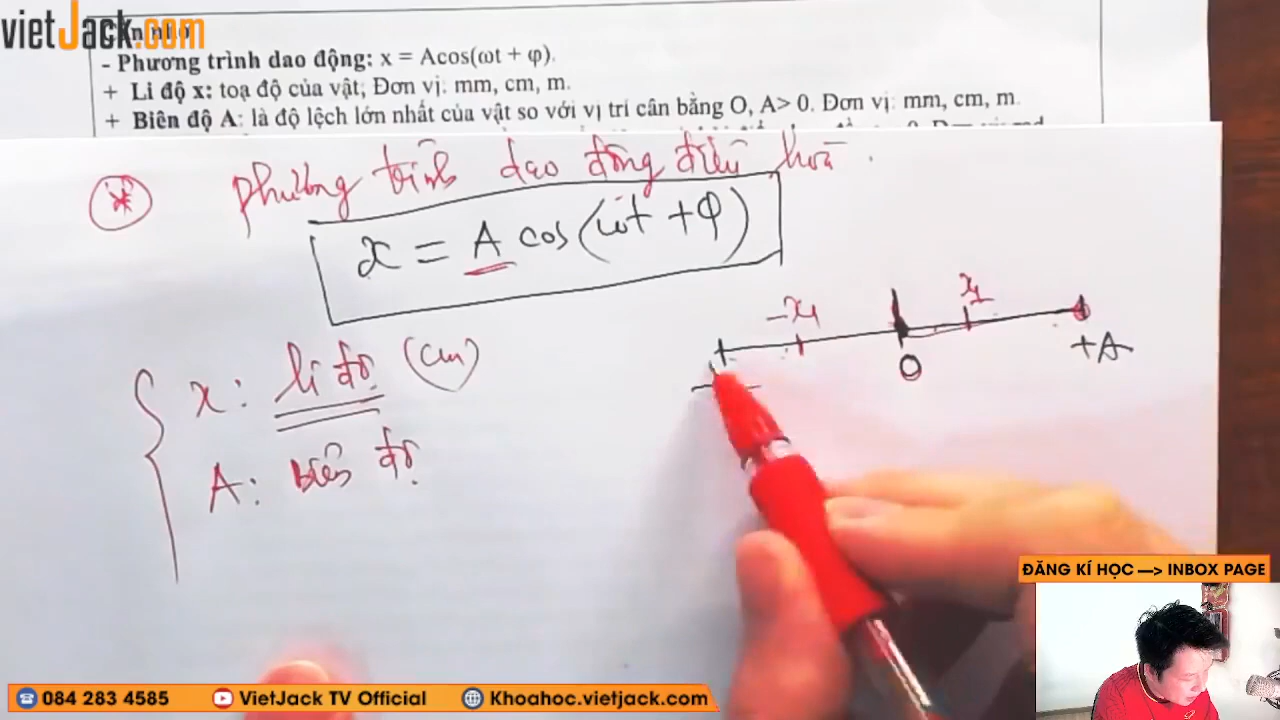 vietJack.com
Cần nhớ
- Phương trình dao động: x = Acos(ωt + φ).
+ Li độ x: toạ độ của vật; Đơn vị: mm, cm, m.
+ Biên độ A: là độ lệch lớn nhất của vật so với vị trí cân bằng O, A> 0. Đơn vị: mm, cm, m.
* Phương trình dao động điều hoà.
x = A cos(ωt + φ)
-x1 x1
O +A
x: li độ (cm)
A: Biên độ
ĐĂNG KÍ HỌC —> INBOX PAGE
084 283 4585 VietJack TV Official Khoahoc.vietjack.com